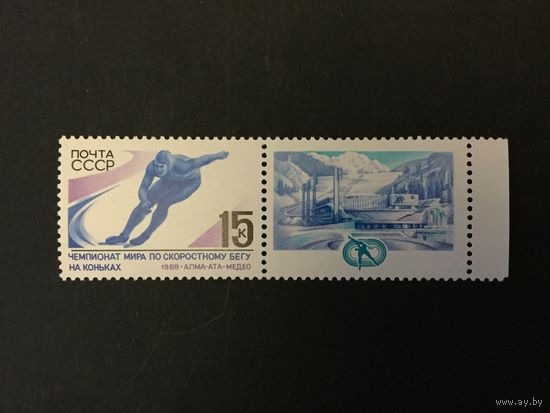 ПОЧТА
СССР
15к
ЧЕМПИОНАТ МИРА ПО СКОРОСТНОМУ БЕГУ
НА КОНЬКАХ 1988·АЛМА-АТА·МЕДЕО
© www.ay.by